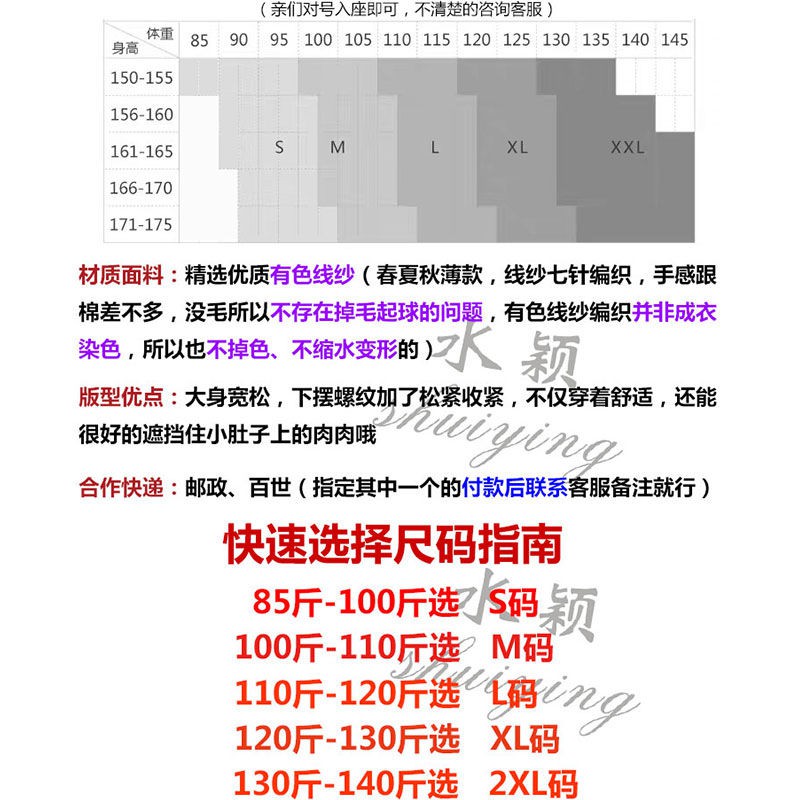 （亲们对号入座即可，不清楚的咨询客服）
体重
身高
85 90 95 100 105 110 115 120 125 130 135 140 145
150-155
156-160
161-165 S M L XL XXL
166-170
171-175
材质面料：精选优质有色线纱（春夏秋薄款，线纱七针编织，手感跟
棉差不多，没毛所以不存在掉毛起球的问题，有色线纱编织并非成衣
染色，所以也不掉色、不缩水变形的）
水颖
shuiying
版型优点：大身宽松，下摆螺纹加了松紧收紧，不仅穿着舒适，还能
很好的遮挡住小肚子上的肉肉哦
合作快递：邮政、百世（指定其中一个的付款后联系客服备注就行）
快速选择尺码指南
85斤-100斤选 S码
100斤-110斤选 M码
110斤-120斤选 L码
120斤-130斤选 XL码
130斤-140斤选 2XL码
水颖
shuiying